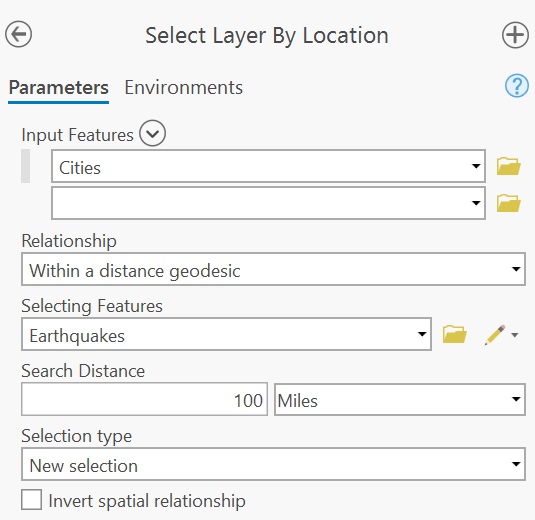 Select Layer By Location
Parameters Environments
?
Input Features
Cities
Relationship
Within a distance geodesic
Selecting Features
Earthquakes
Search Distance
100 Miles
Selection type
New selection
Invert spatial relationship